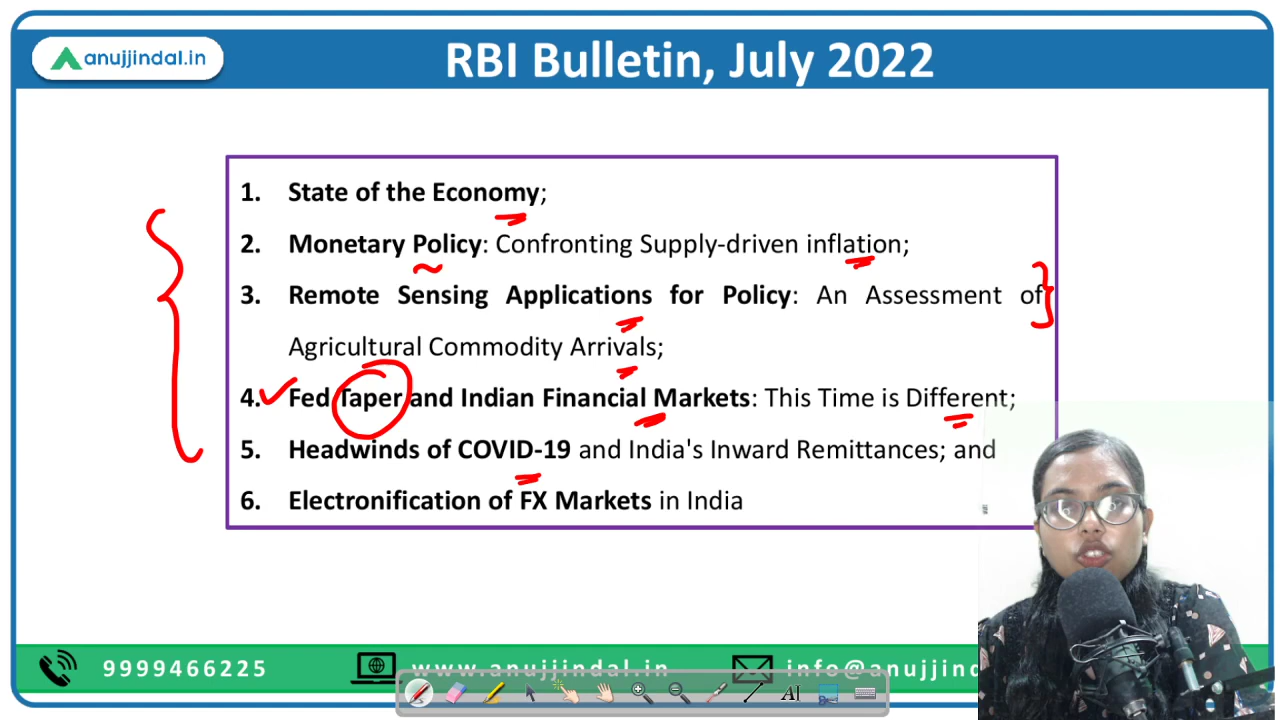 anujjindal.in
RBI Bulletin, July 2022
1. State of the Economy;
2. Monetary Policy: Confronting Supply-driven inflation;
3. Remote Sensing Applications for Policy: An Assessment of
Agricultural Commodity Arrivals;
4. Fed Taper and Indian Financial Markets: This Time is Different;
5. Headwinds of COVID-19 and India's Inward Remittances; and
6. Electronification of FX Markets in India
9999466225 www.anujjindal.in info@anujjind
AI